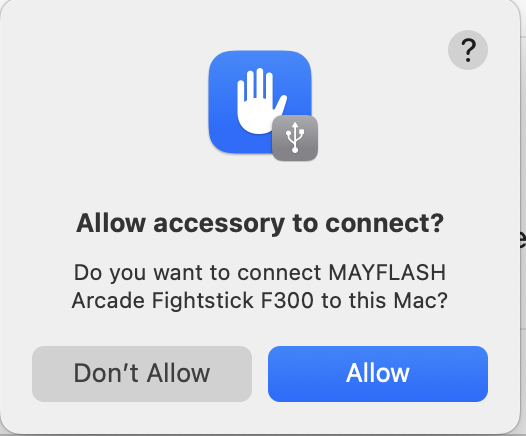 ?
Allow accessory to connect?
Do you want to connect MAYFLASH
Arcade Fightstick F300 to this Mac?
Don’t Allow
Allow
e